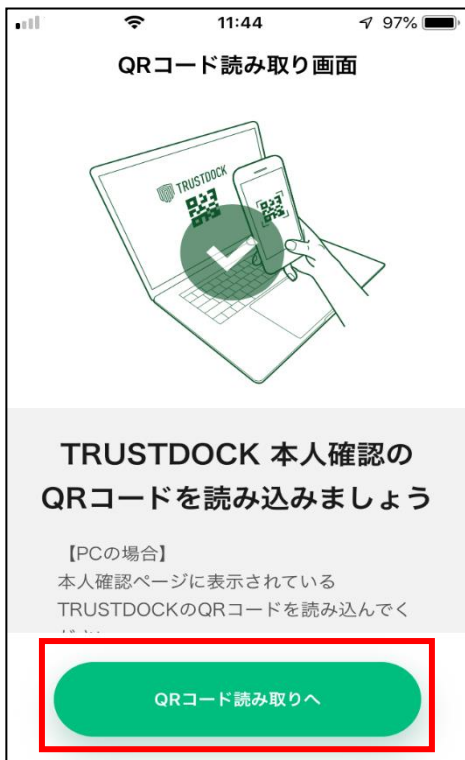 11:44
97%
QRコード読み取り画面
TRUSTDOCK
TRUSTDOCK 本人確認の
QRコードを読み込みましょう
【PCの場合】
本人確認ページに表示されている
TRUSTDOCKのQRコードを読み込んでく
QRコード読み取りへ